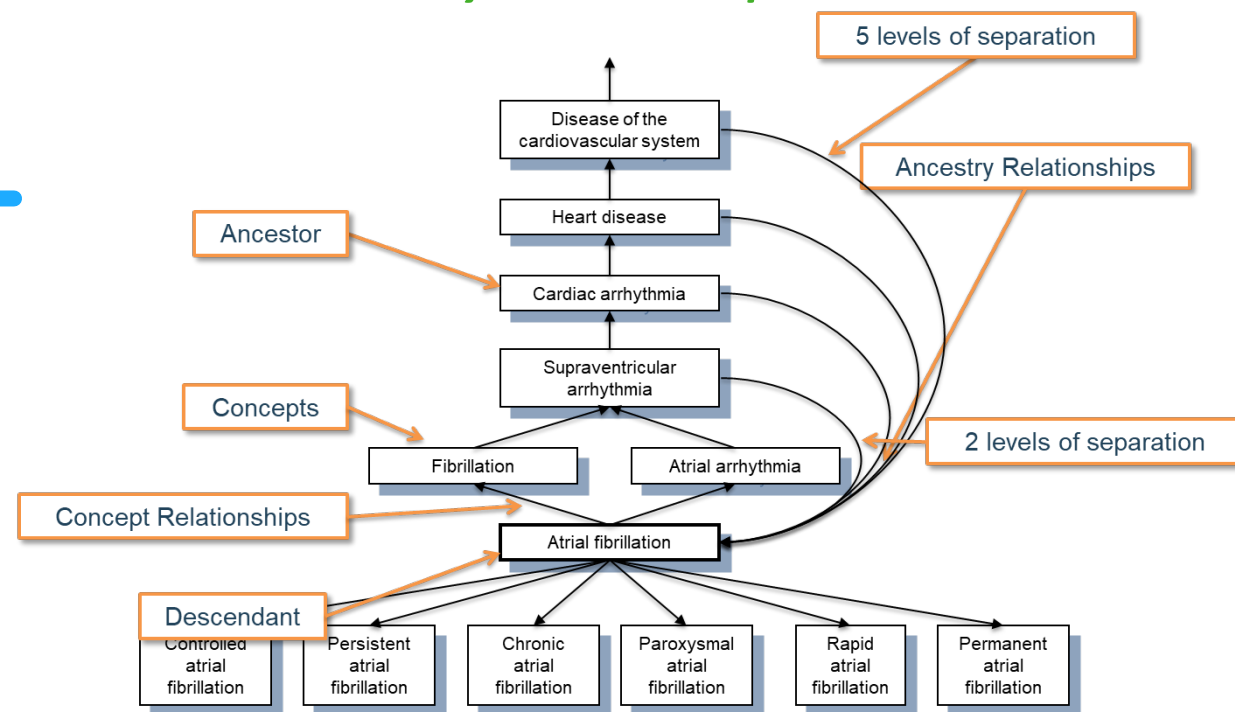 5 levels of separation
Disease of the
cardiovascular system
Ancestry Relationships
Heart disease
Ancestor
Cardiac arrhythmia
Supraventricular
arrhythmia
Concepts
2 levels of separation
Fibrillation
Atrial arrhythmia
Concept Relationships
Atrial fibrillation
Descendant
Controlled
atrial
fibrillation
Persistent
atrial
fibrillation
Chronic
atrial
fibrillation
Paroxysmal
atrial
fibrillation
Rapid
atrial
fibrillation
Permanent
atrial
fibrillation